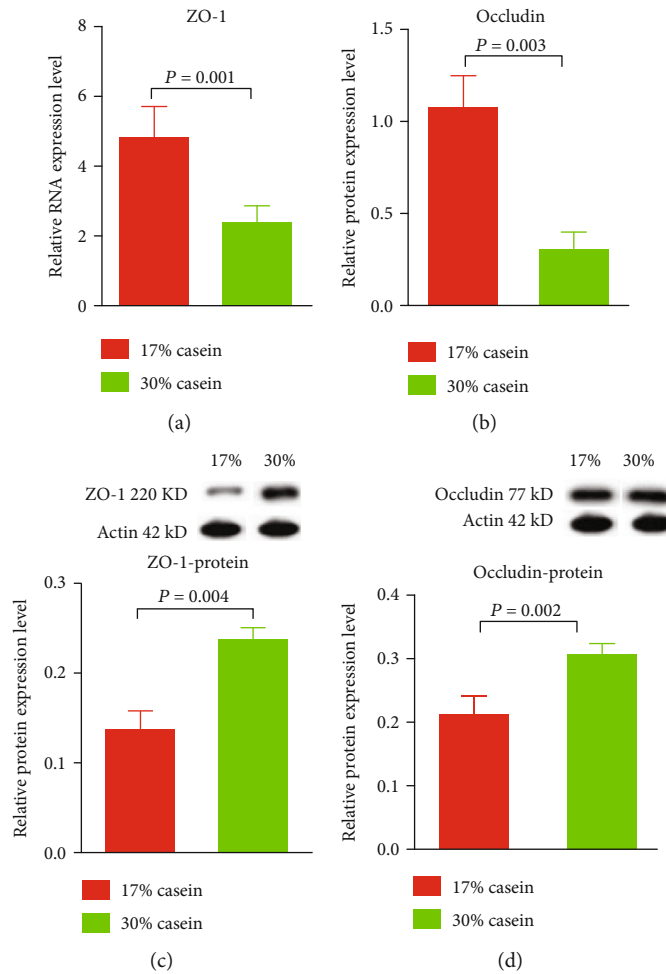 ZO-1
Relative RNA expression level
8
6
4
2
0
P = 0.001
17% casein
30% casein
(a)
Occludin
Relative protein expression level
1.5
1.0
0.5
0.0
P = 0.003
17% casein
30% casein
(b)
17% 30%
ZO-1 220 KD
Actin 42 kD
ZO-1-protein
Relative protein expression level
0.3
0.2
0.1
0.0
P = 0.004
17% casein
30% casein
(c)
17% 30%
Occludin 77 kD
Actin 42 kD
Occludin-protein
Relative protein expression level
0.4
0.3
0.2
0.1
0.0
P = 0.002
17% casein
30% casein
(d)